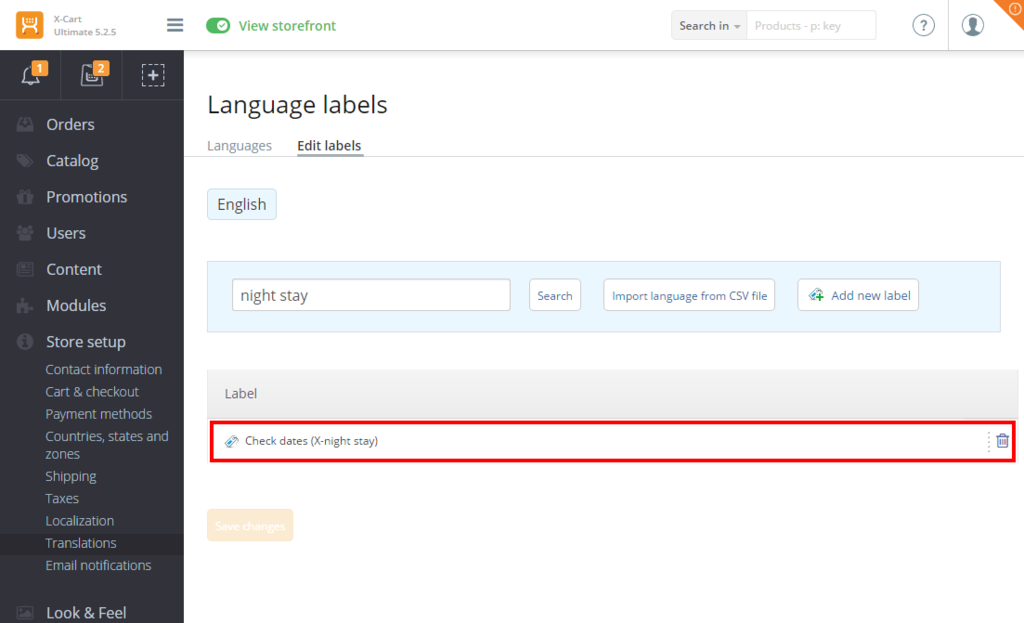 X-Cart
Ultimate 5.2.5
View storefront
Search in
Products - p: key
?
1
2
Orders
Catalog
Promotions
Users
Content
Modules
Store setup
Contact information
Cart & checkout
Payment methods
Countries, states and
zones
Shipping
Taxes
Localization
Translations
Email notifications
Look & Feel
Language labels
Languages
Edit labels
English
night stay
Search
Import language from CSV file
Add new label
Label
Check dates (X-night stay)
Save changes